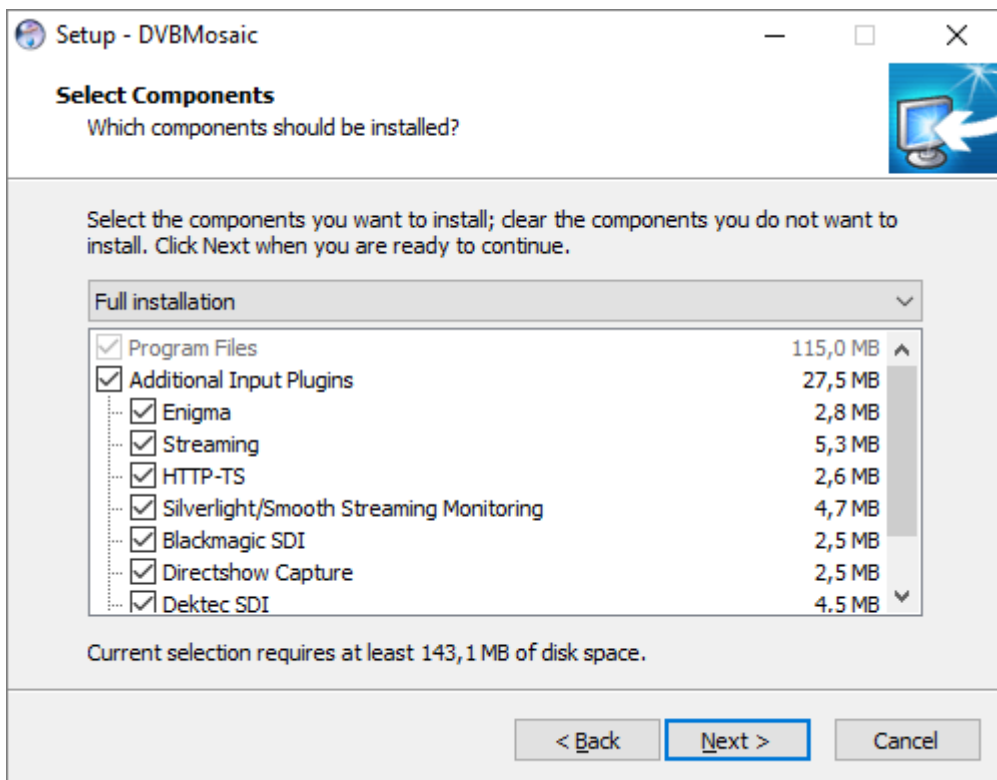 Setup - DVBMosaic
Select Components
Which components should be installed?
Select the components you want to install; clear the components you do not want to
install. Click Next when you are ready to continue.
Full installation
Program Files 115,0 MB
Additional Input Plugins 27,5 MB
Enigma 2,8 MB
Streaming 5,3 MB
HTTP-TS 2,6 MB
Silverlight/Smooth Streaming Monitoring 4,7 MB
Blackmagic SDI 2,5 MB
Directshow Capture 2,5 MB
Dektec SDI 4,5 MB
Current selection requires at least 143,1 MB of disk space.
< Back Next > Cancel